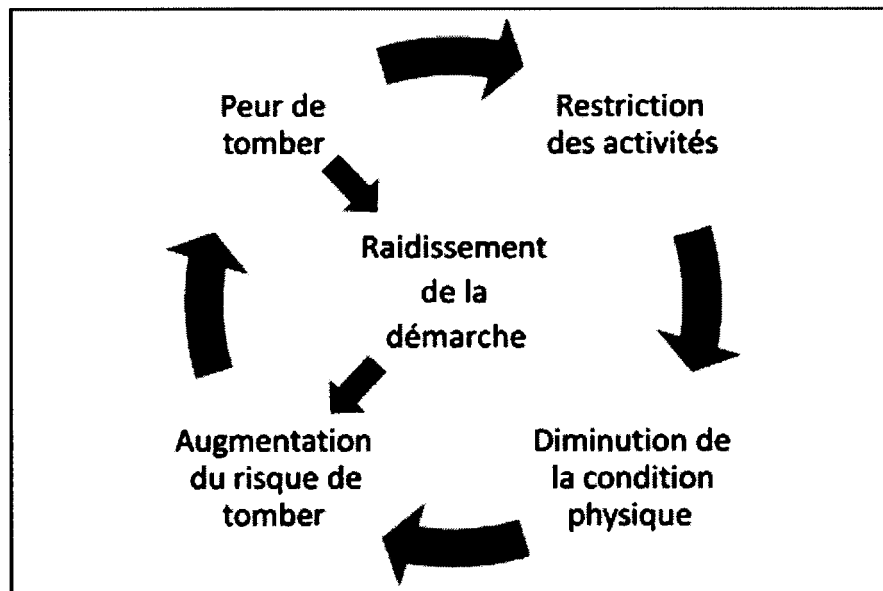 Peur de
tomber
Restriction
des activités
Raidissement
de la
démarche
Augmentation
du risque de
tomber
Diminution de
la condition
physique